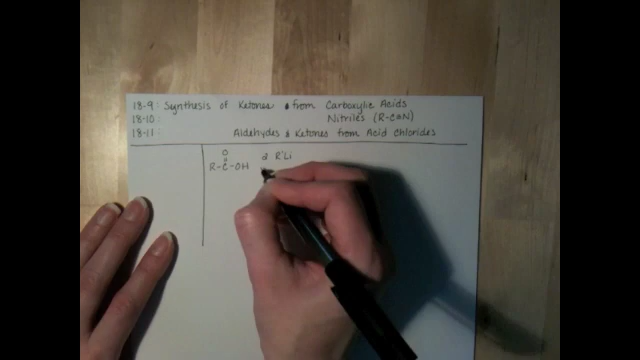 18-9: Synthesis of Ketones from Carboxylic Acids
18-10: Nitriles (R-C≡N)
18-11: Aldehydes & Ketones from Acid Chlorides
O
R-C-OH
2 R'Li